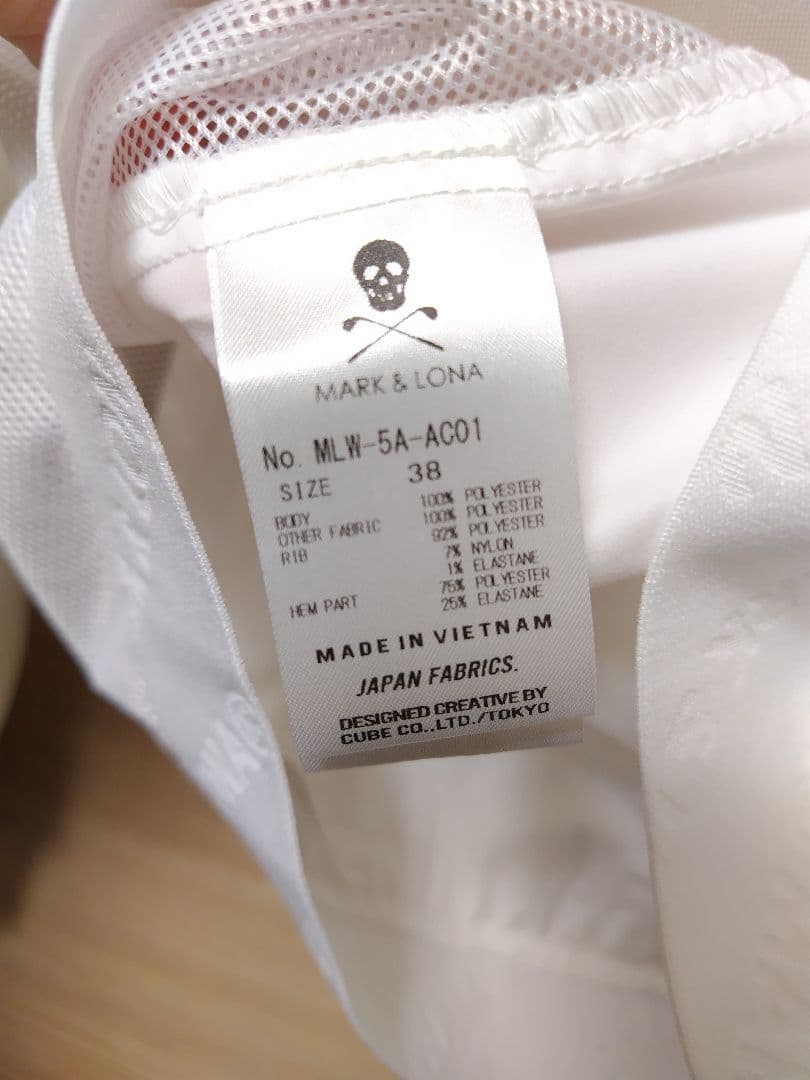 MARK & LONA
No. MLW-5A-AC01
SIZE 38
BODY 100% POLYESTER
OTHER FABRIC 100% POLYESTER
RIB 92% POLYESTER
7% NYLON
1% ELASTANE
HEM PART 75% POLYESTER
25% ELASTANE
MADE IN VIETNAM
JAPAN FABRICS.
DESIGNED CREATIVE BY
CUBE CO.,LTD./TOKYO